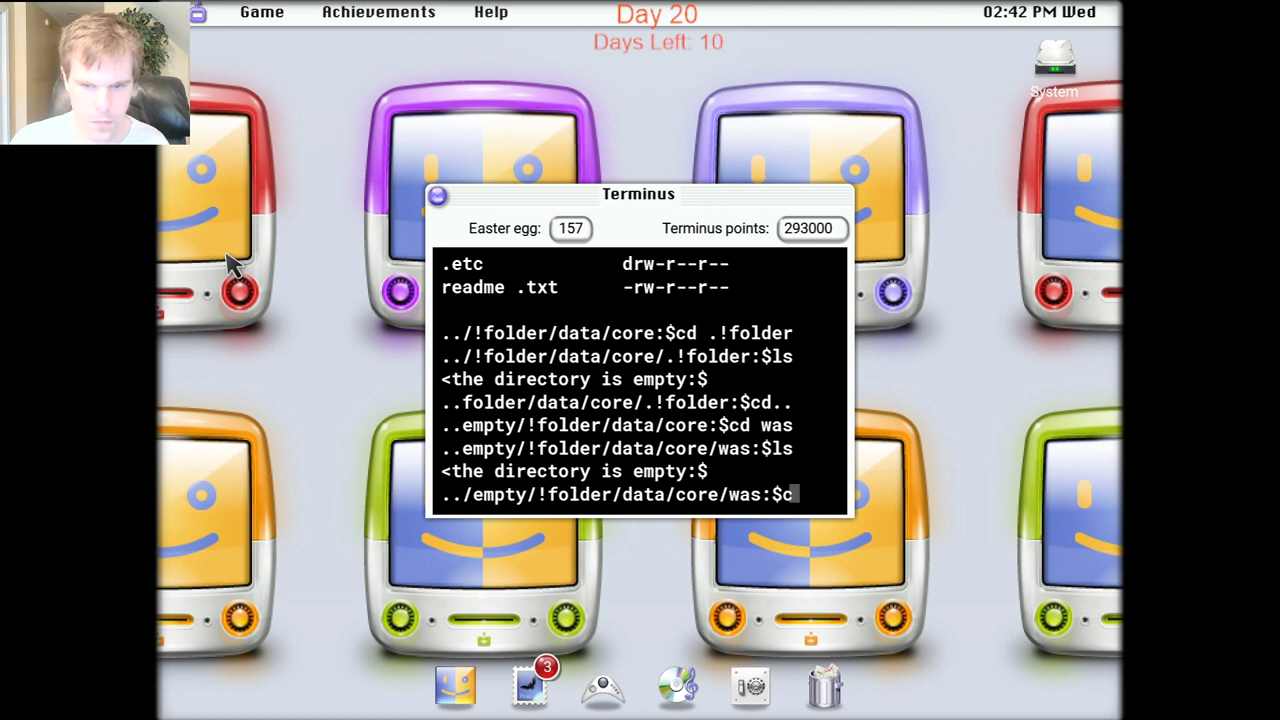 Game Achievements Help
Day 20
02:42 PM Wed
Days Left: 10
System
Terminus
Easter egg: 157 Terminus points: 293000
.etc drw-r--r--
readme .txt -rw-r--r--
../!folder/data/core:$cd .!folder
../!folder/data/core/.!folder:$ls
<the directory is empty:$
..folder/data/core/.!folder:$cd..
..empty/!folder/data/core:$cd was
..empty/!folder/data/core/was:$ls
<the directory is empty:$
../empty/!folder/data/core/was:$c
3